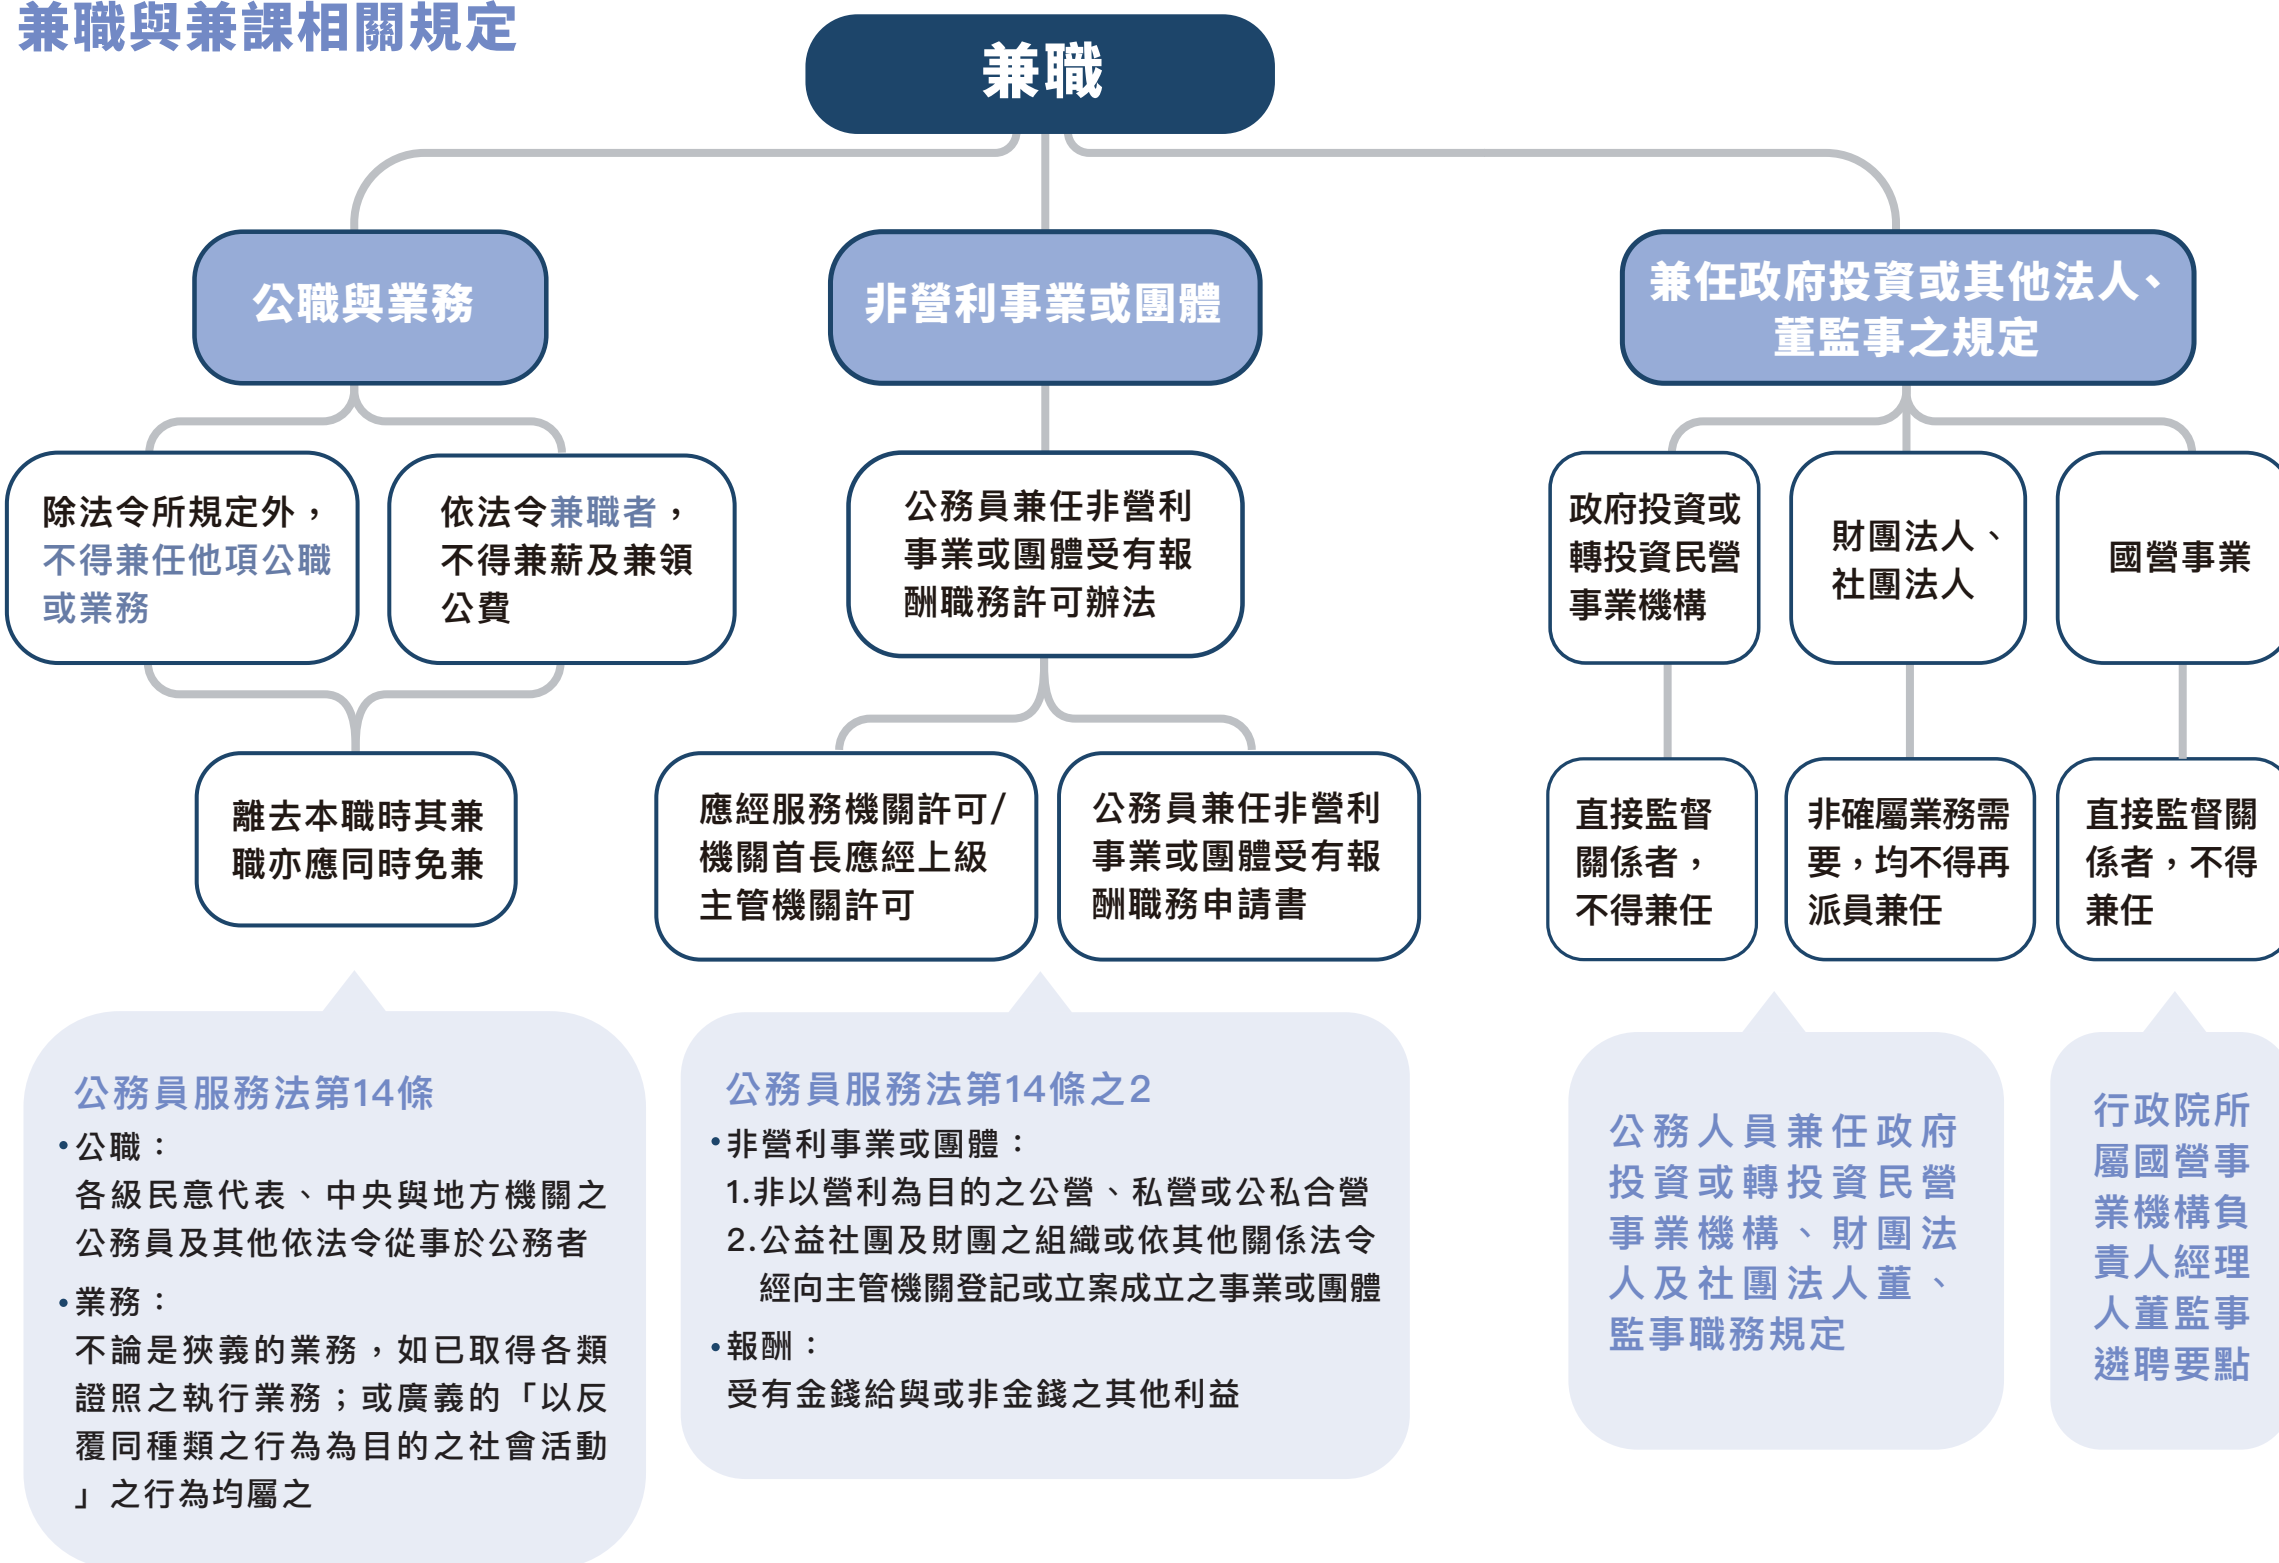 兼職與兼課相關規定
兼職
公職與業務
非營利事業或團體
兼任政府投資或其他法人、
董監事之規定
除法令所規定外，
不得兼任他項公職
或業務
依法令兼職者，
不得兼薪及兼領
公費
公務員兼任非營利
事業或團體受有報
酬職務許可辦法
政府投資或
轉投資民營
事業機構
財團法人、
社團法人
國營事業
離去本職時其兼
職亦應同時免兼
應經服務機關許可/
機關首長應經上級
主管機關許可
公務員兼任非營利
事業或團體受有報
酬職務申請書
直接監督
關係者，
不得兼任
非確屬業務需
要，均不得再
派員兼任
直接監督關
係者，不得
兼任
公務員服務法第14條
•公職：
各級民意代表、中央與地方機關之
公務員及其他依法令從事於公務者
•業務：
不論是狹義的業務，如已取得各類
證照之執行業務；或廣義的「以反
覆同種類之行為為目的之社會活動
」之行為均屬之
公務員服務法第14條之2
•非營利事業或團體：
1.非以營利為目的之公營、私營或公私合營
2.公益社團及財團之組織或依其他關係法令
經向主管機關登記或立案成立之事業或團體
•報酬：
受有金錢給與或非金錢之其他利益
公務人員兼任政府
投資或轉投資民營
事業機構、財團法
人及社團法人董、
監事職務規定
行政院所
屬國營事
業機構負
責人經理
人董監事
遴聘要點